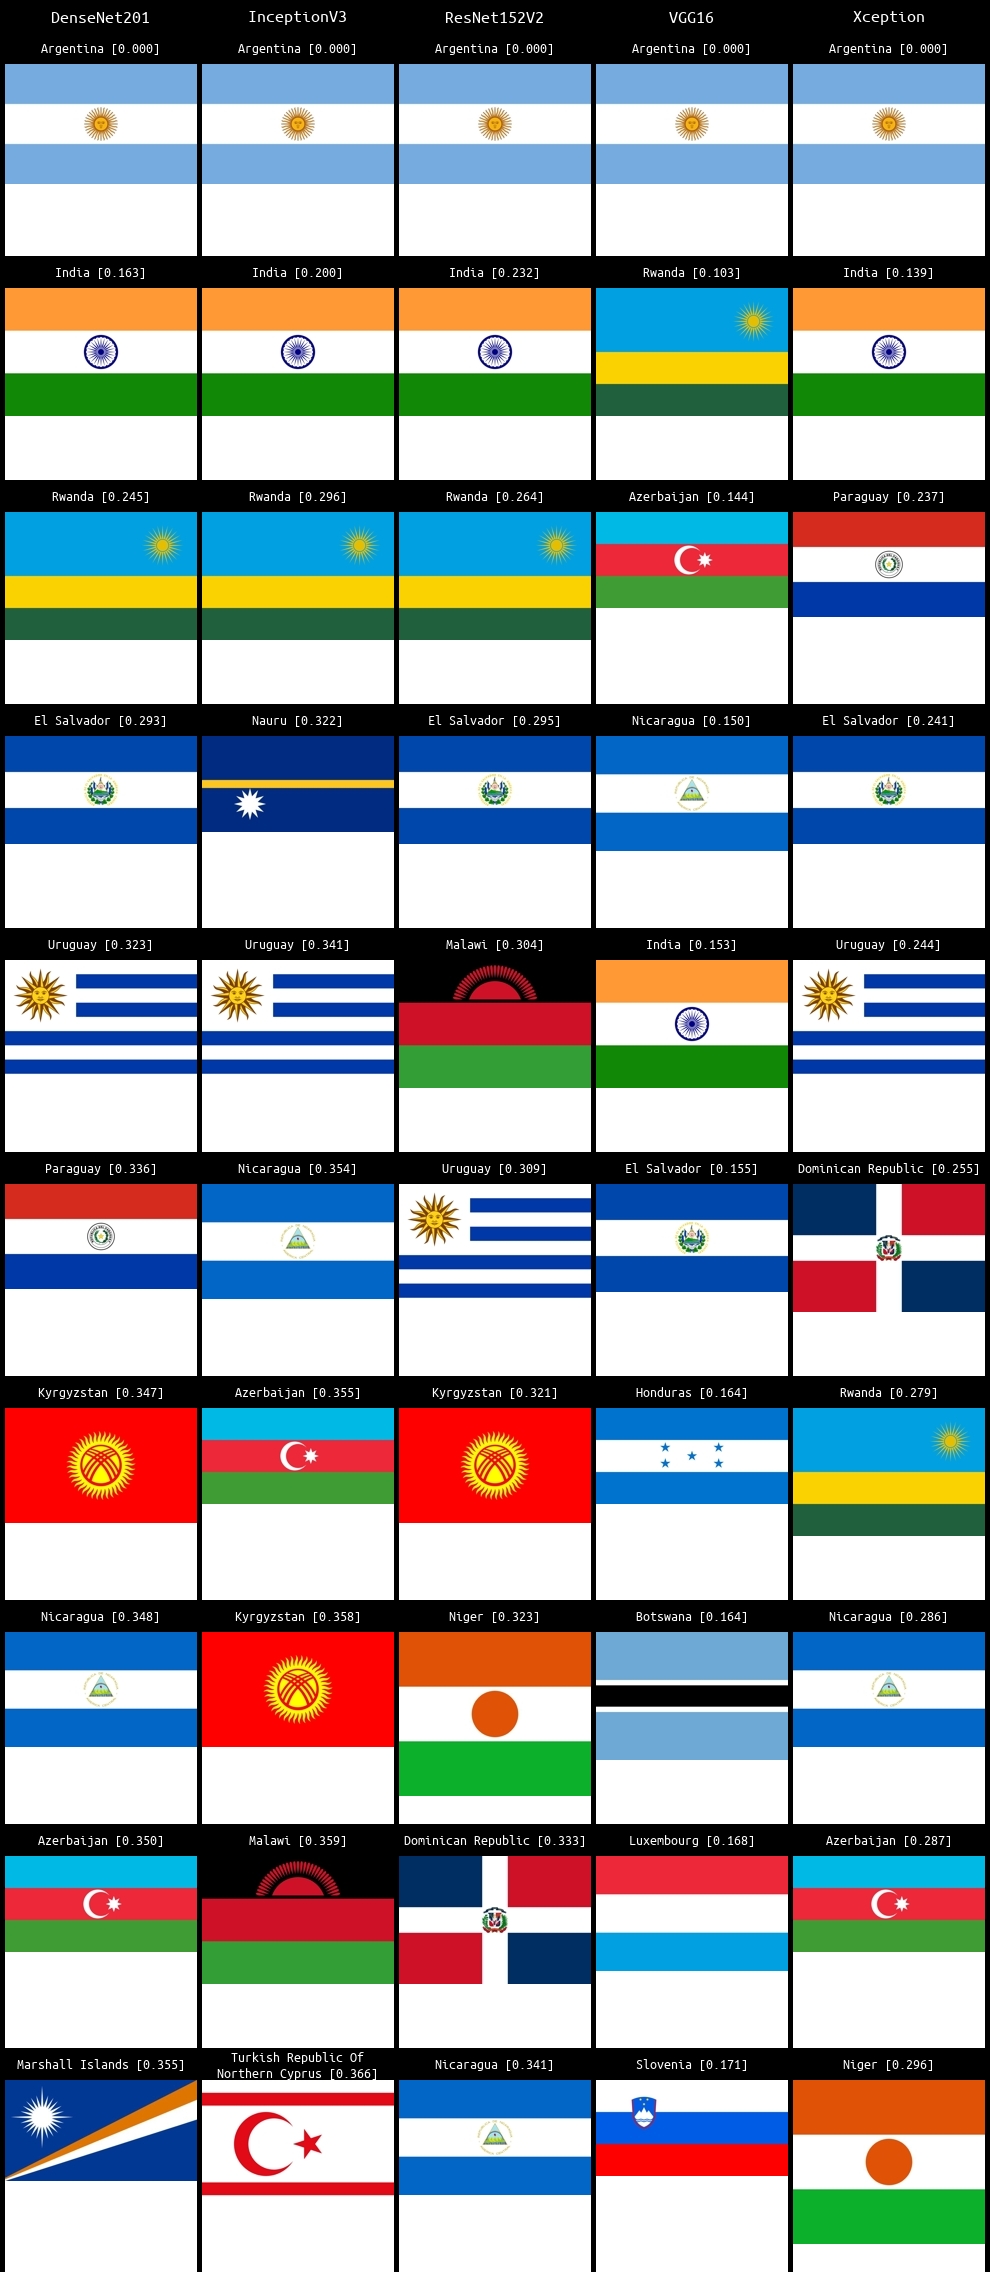 DenseNet201 InceptionV3 ResNet152V2 VGG16 Xception
Argentina [0.000] Argentina [0.000] Argentina [0.000] Argentina [0.000] Argentina [0.000]
India [0.163] India [0.200] India [0.232] Rwanda [0.103] India [0.139]
Rwanda [0.245] Rwanda [0.296] Rwanda [0.264] Azerbaijan [0.144] Paraguay [0.237]
El Salvador [0.293] Nauru [0.322] El Salvador [0.295] Nicaragua [0.150] El Salvador [0.241]
Uruguay [0.323] Uruguay [0.341] Malawi [0.304] India [0.153] Uruguay [0.244]
Paraguay [0.336] Nicaragua [0.354] Uruguay [0.309] El Salvador [0.155] Dominican Republic [0.255]
Kyrgyzstan [0.347] Azerbaijan [0.355] Kyrgyzstan [0.321] Honduras [0.164] Rwanda [0.279]
Nicaragua [0.348] Kyrgyzstan [0.358] Niger [0.323] Botswana [0.164] Nicaragua [0.286]
Azerbaijan [0.350] Malawi [0.359] Dominican Republic [0.333] Luxembourg [0.168] Azerbaijan [0.287]
Marshall Islands [0.355] Turkish Republic Of
Northern Cyprus [0.366] Nicaragua [0.341] Slovenia [0.171] Niger [0.296]